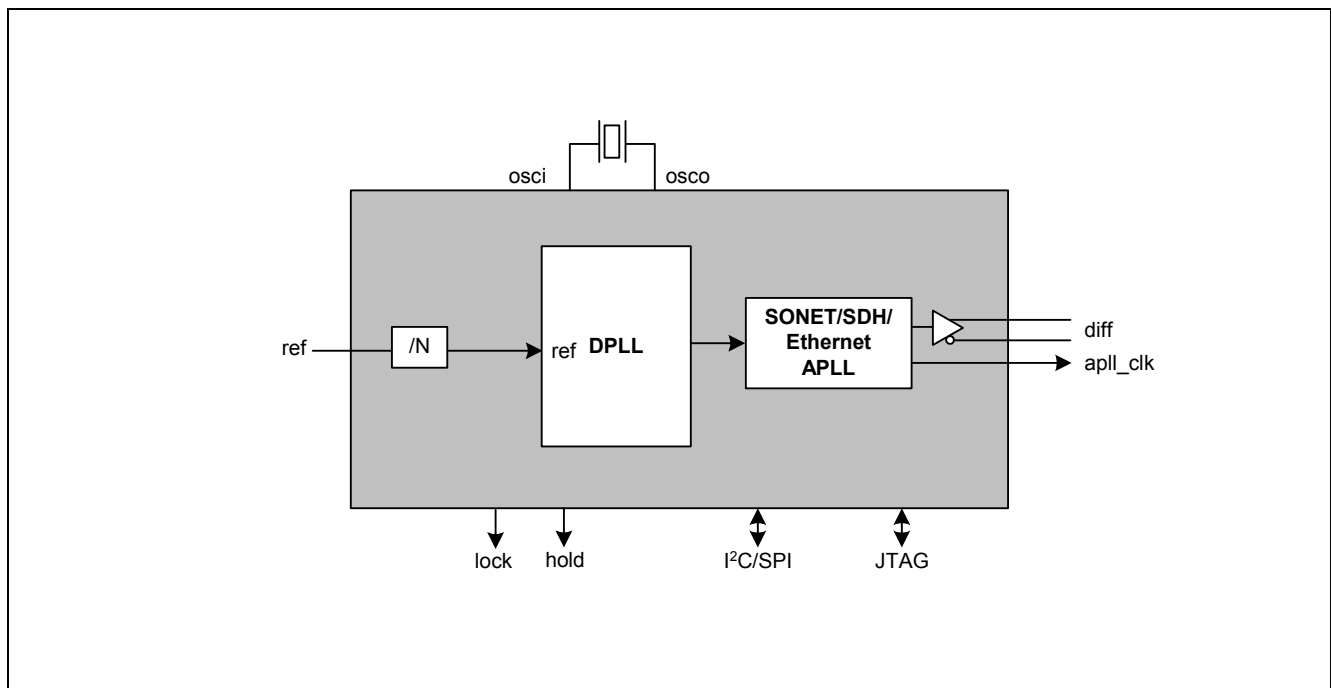 osci
osco
ref
/N
ref
DPLL
SONET/SDH/
Ethernet
APLL
diff
apll_clk
lock
hold
I²C/SPI
JTAG